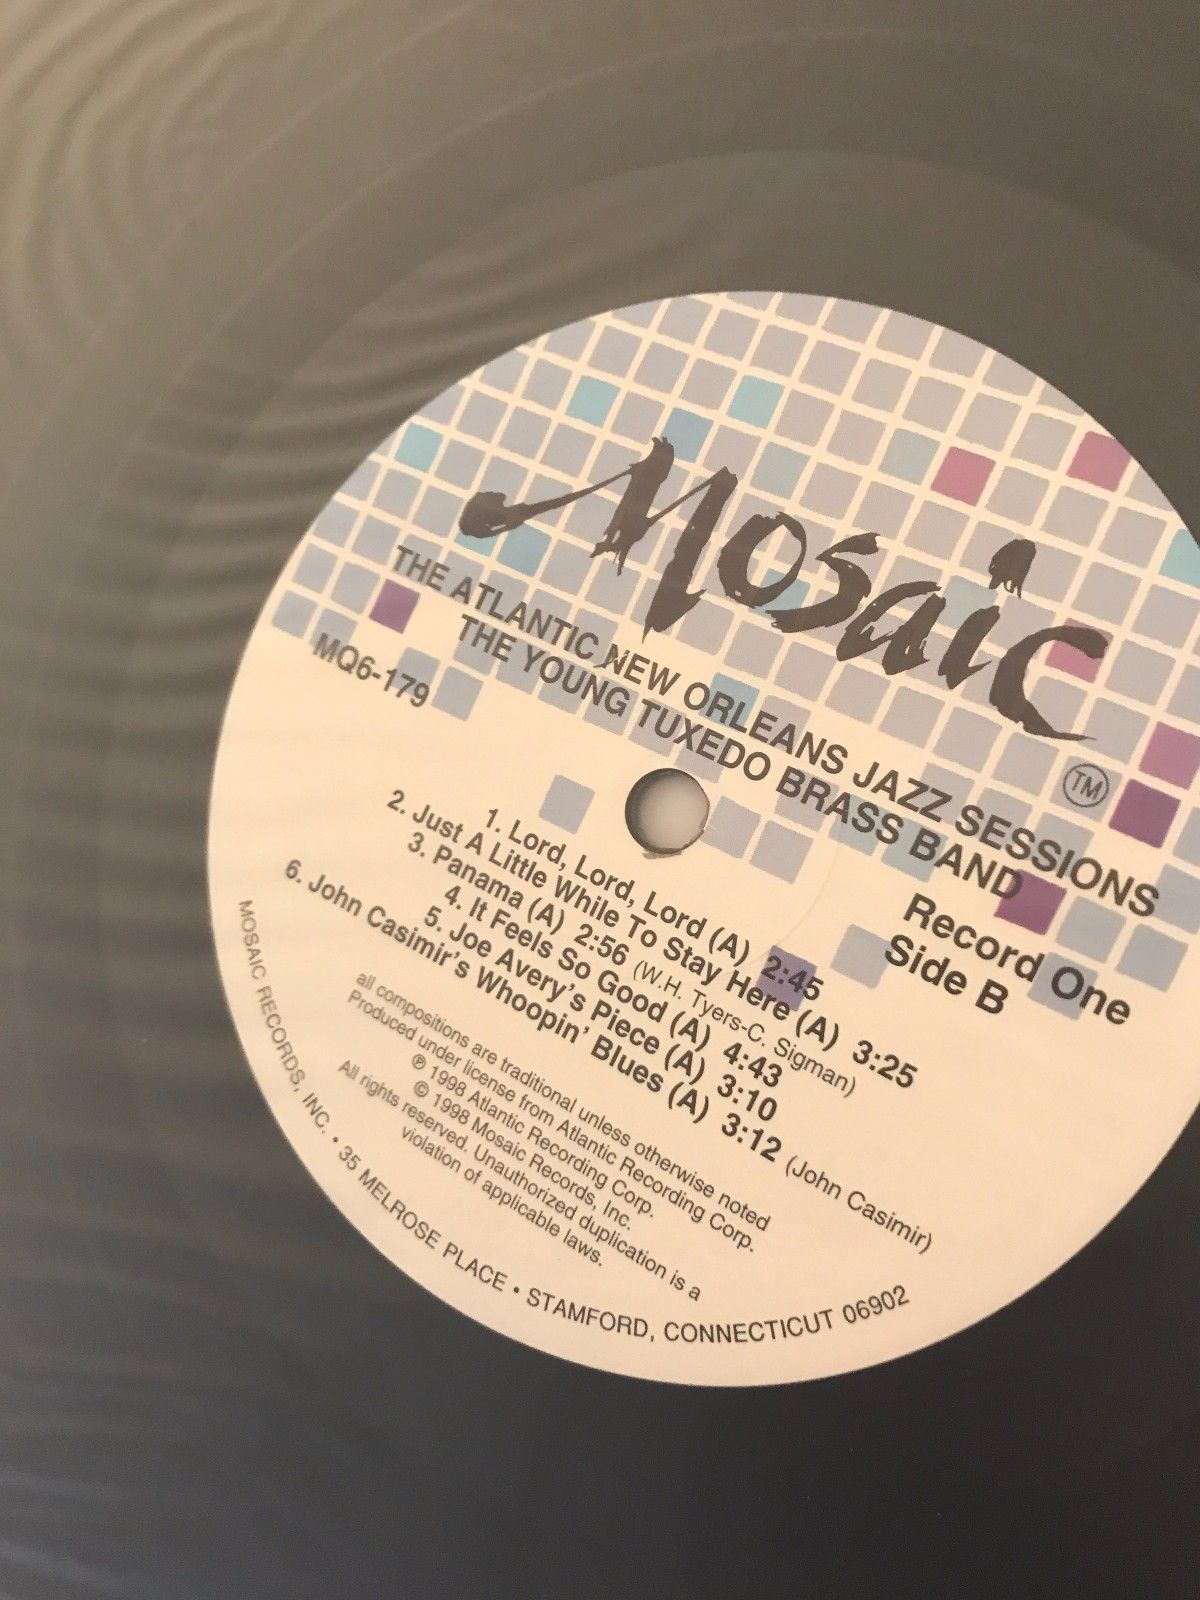 Mosaic
TM
THE ATLANTIC NEW ORLEANS JAZZ SESSIONS
THE YOUNG TUXEDO BRASS BAND
MQ6-179
Record One
Side B
1. Lord, Lord, Lord (A) 2:45
2. Just A Little While To Stay Here (A) 3:25
3. Panama (A) 2:56 (W.H. Tyers-C. Sigman)
4. It Feels So Good (A) 4:43
5. Joe Avery's Piece (A) 3:10
6. John Casimir's Whoopin' Blues (A) 3:12 (John Casimir)
all compositions are traditional unless otherwise noted
Produced under license from Atlantic Recording Corp.
℗ 1998 Atlantic Recording Corp.
© 1998 Mosaic Records, Inc.
All rights reserved. Unauthorized duplication is a
violation of applicable laws.
MOSAIC RECORDS, INC. • 35 MELROSE PLACE • STAMFORD, CONNECTICUT 06902